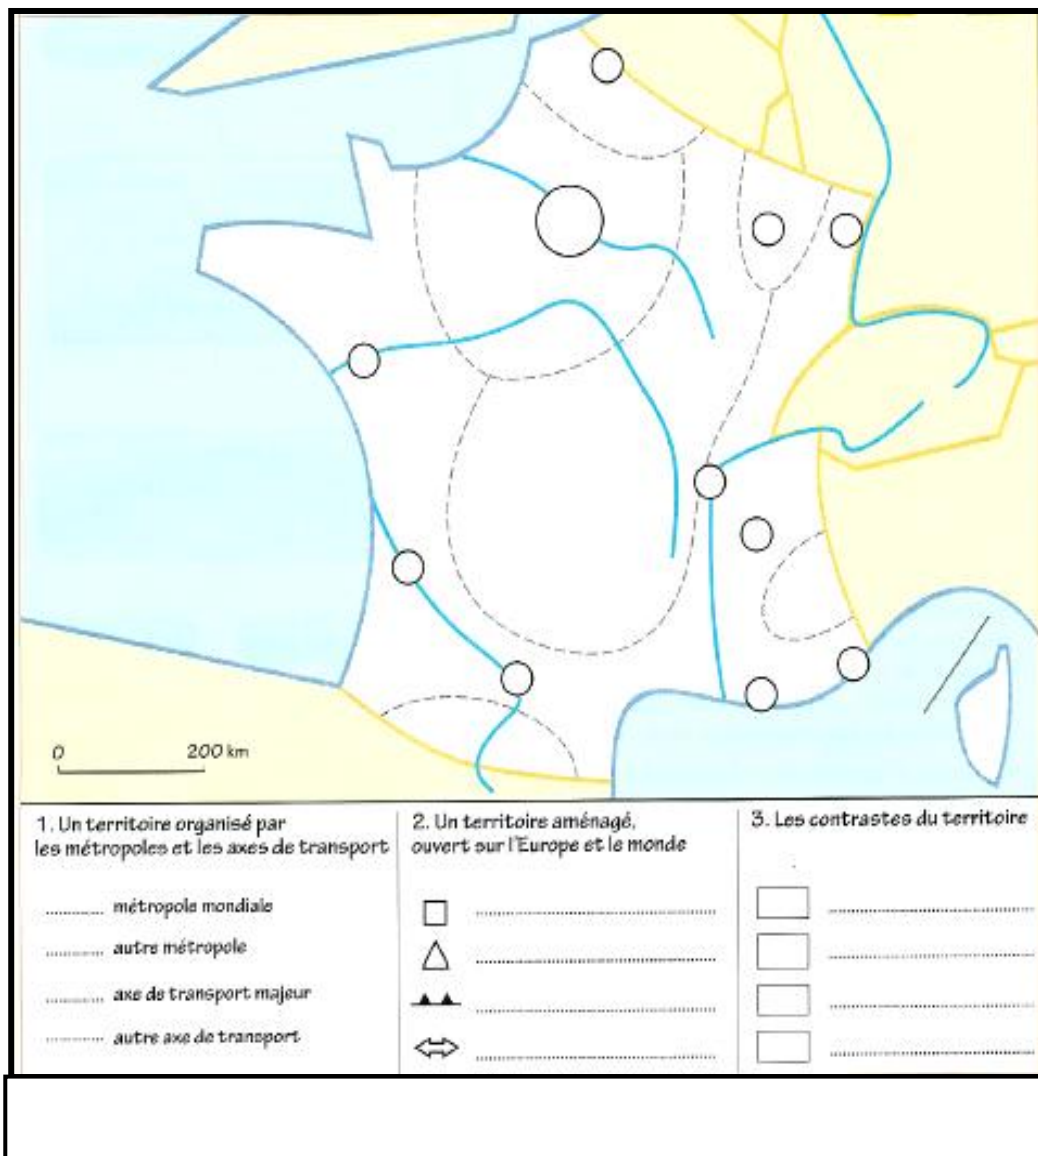 0 200 km
1. Un territoire organisé par
les métropoles et les axes de transport
métropole mondiale
autre métropole
axe de transport majeur
autre axe de transport
2. Un territoire aménagé,
ouvert sur l'Europe et le monde
3. Les contrastes du territoire